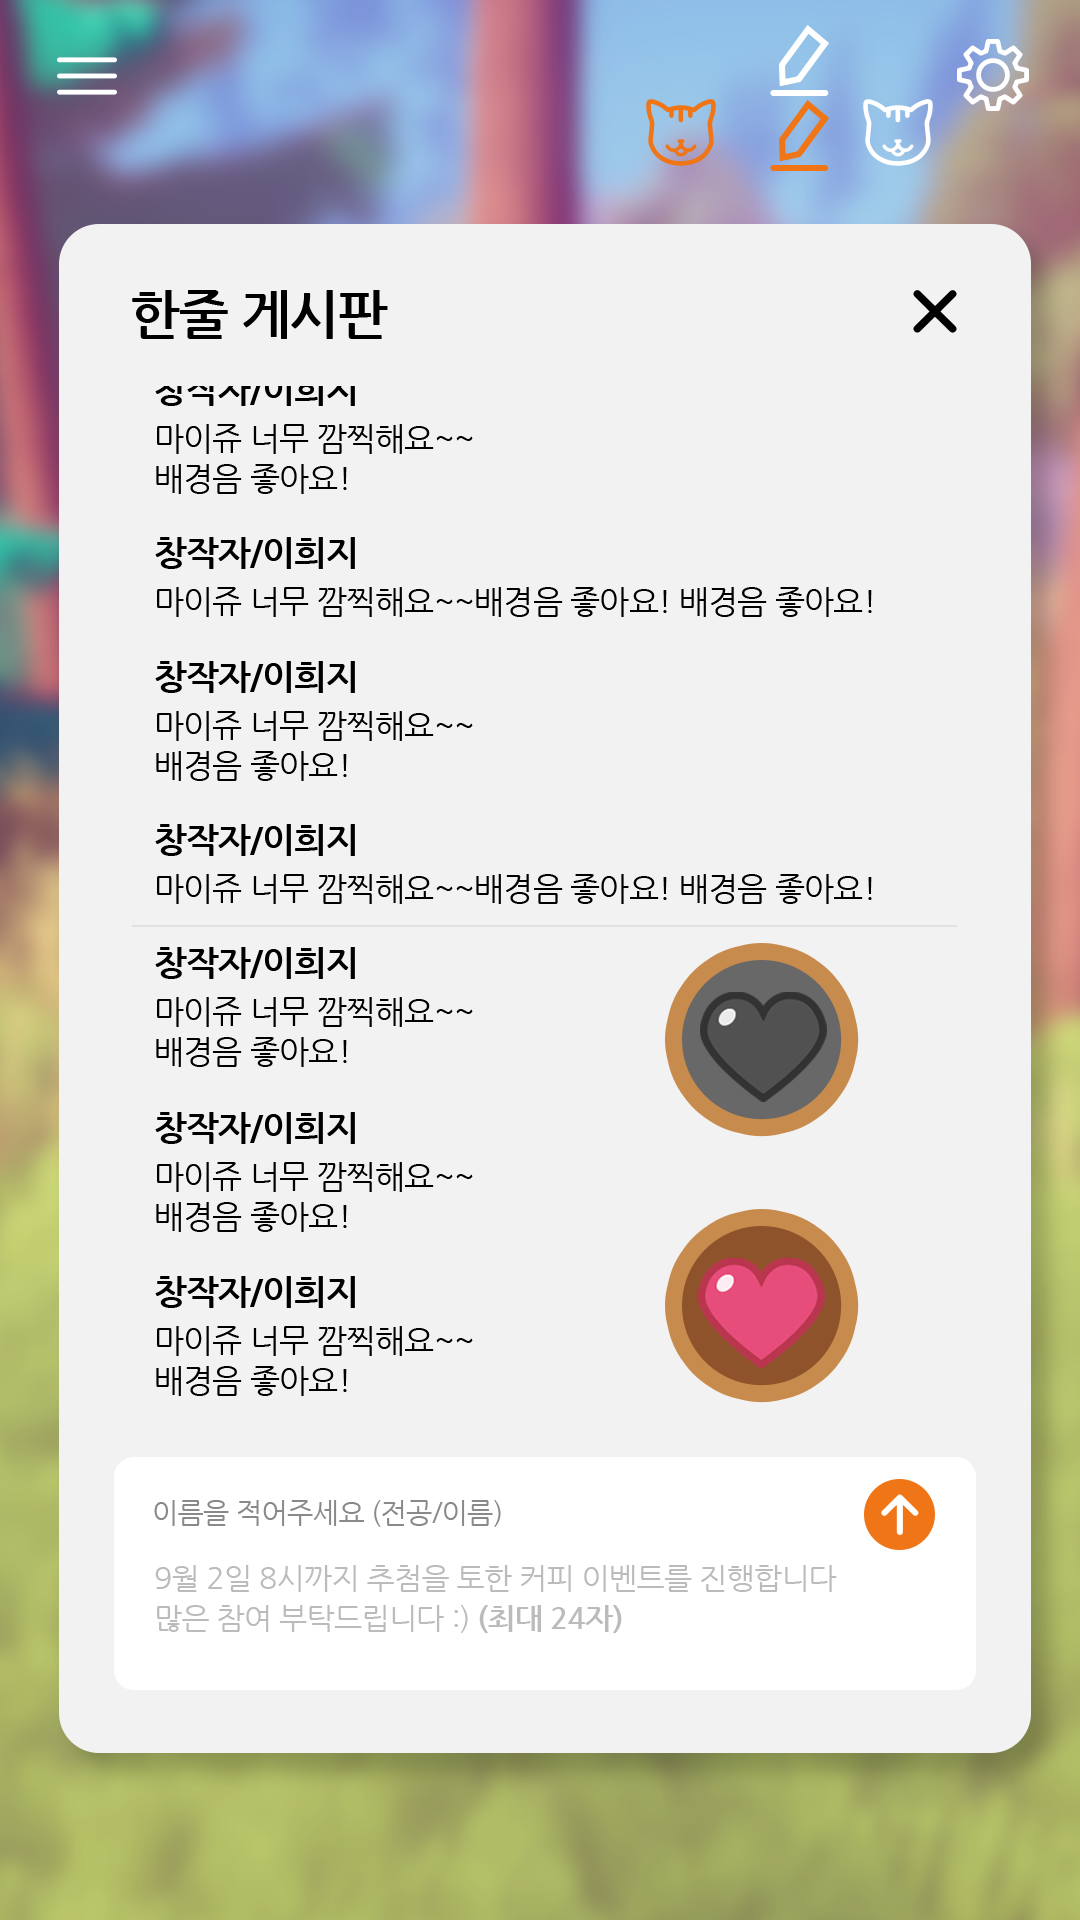 한줄 게시판
창작자/이희지
마이쥬 너무 깜찍해요~~
배경음 좋아요!
창작자/이희지
마이쥬 너무 깜찍해요~~배경음 좋아요! 배경음 좋아요!
창작자/이희지
마이쥬 너무 깜찍해요~~
배경음 좋아요!
창작자/이희지
마이쥬 너무 깜찍해요~~배경음 좋아요! 배경음 좋아요!
창작자/이희지
마이쥬 너무 깜찍해요~~
배경음 좋아요!
창작자/이희지
마이쥬 너무 깜찍해요~~
배경음 좋아요!
창작자/이희지
마이쥬 너무 깜찍해요~~
배경음 좋아요!
이름을 적어주세요 (전공/이름)
9월 2일 8시까지 추첨을 토한 커피 이벤트를 진행합니다
많은 참여 부탁드립니다 :) (최대 24자)